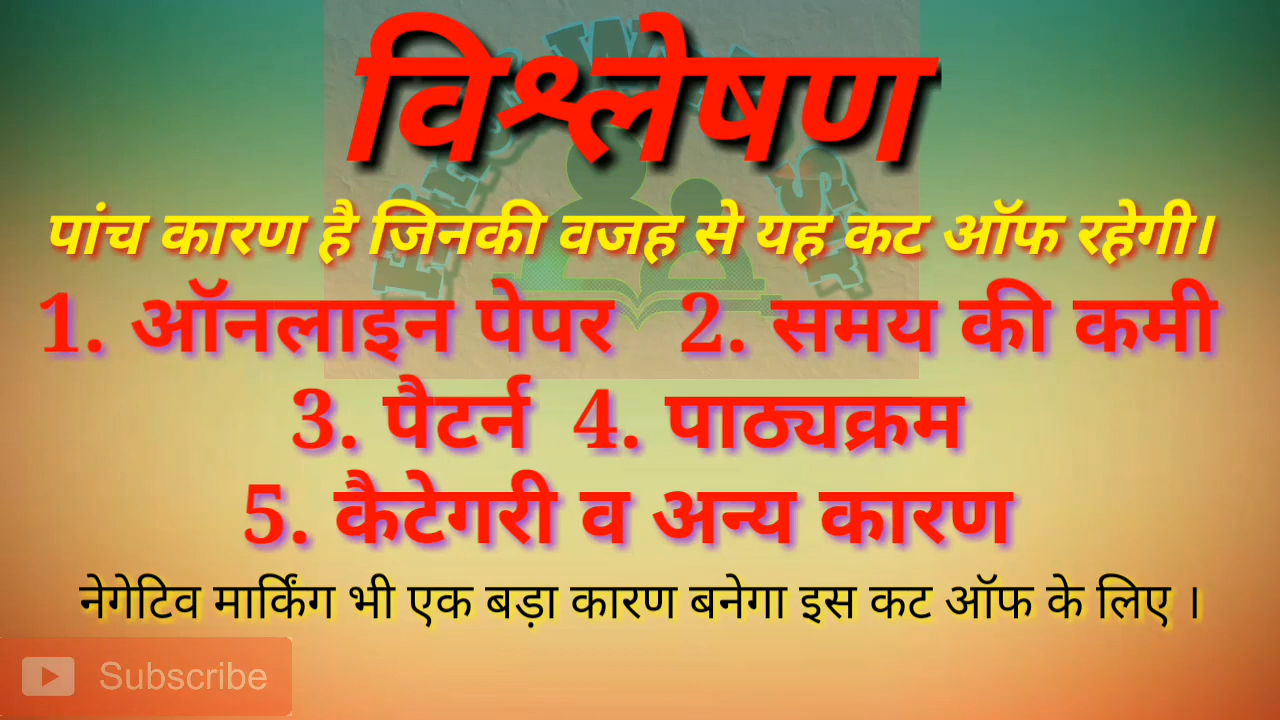 विश्लेषण
पांच कारण है जिनकी वजह से यह कट ऑफ रहेगी।
1. ऑनलाइन पेपर 2. समय की कमी
3. पैटर्न 4. पाठ्यक्रम
5. कैटेगरी व अन्य कारण
नेगेटिव मार्किंग भी एक बड़ा कारण बनेगा इस कट ऑफ के लिए ।
Subscribe